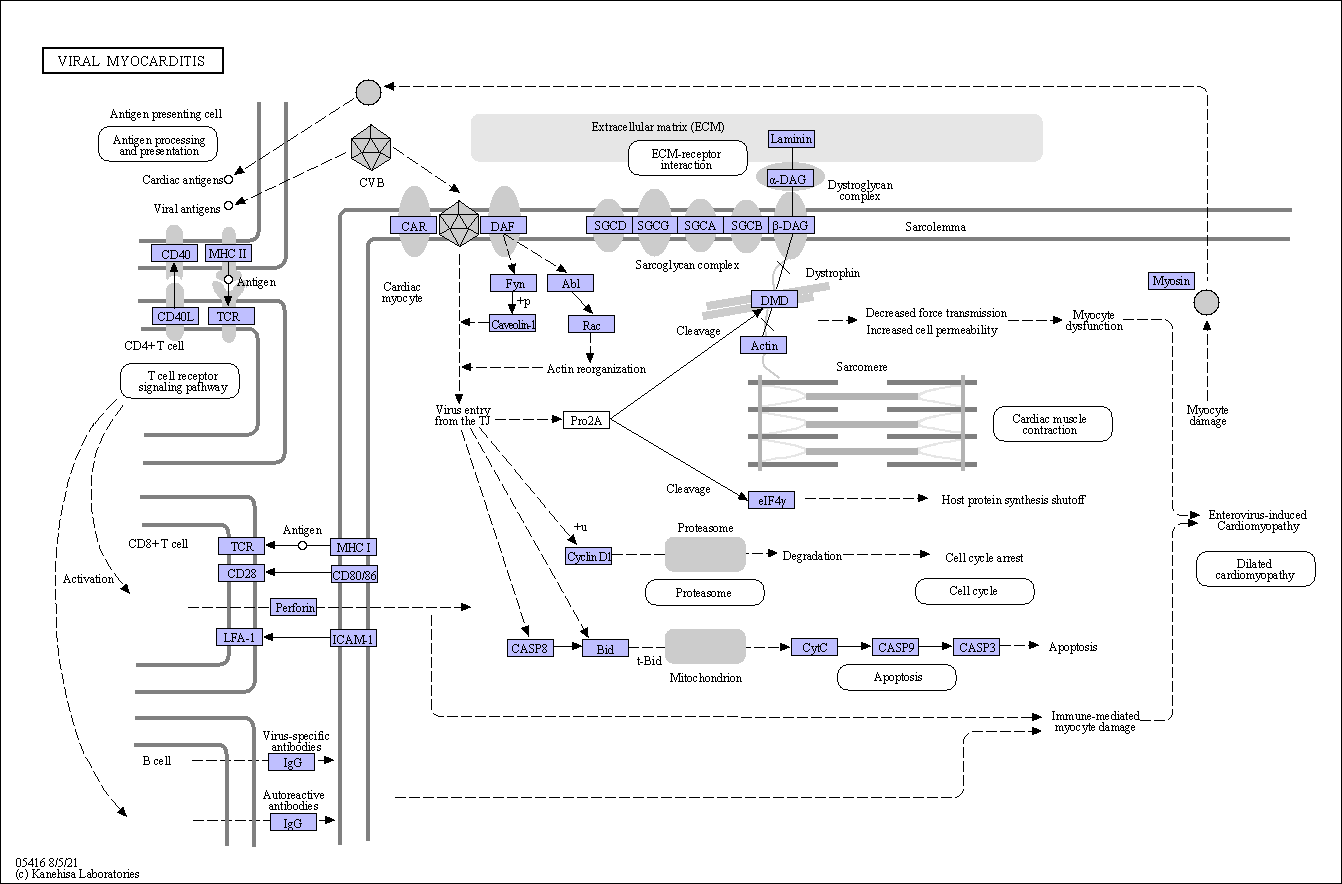 VIRAL MYOCARDITIS
Antigen presenting cell
Antigen processing
and presentation
Cardiac antigens
Viral antigens
CVB
Extracellular matrix (ECM)
ECM-receptor
interaction
Laminin
α-DAG
Dystroglycan
complex
CAR
DAF
SGCD
SGCG
SGCA
SGCB
β-DAG
Sarcolemma
Sarcoglycan complex
CD40
MHC II
Antigen
CD40L
TCR
CD4+T cell
T cell receptor
signaling pathway
Cardiac
myocyte
Fyn
Abl
+p
Caveolin-1
Rac
Actin reorganization
Dystrophin
DMD
Cleavage
Actin
Decreased force transmission
Increased cell permeability
Myocyte
dysfunction
Myosin
Sarcomere
Myocyte
damage
Virus entry
from the TJ
Pro2A
Cardiac muscle
contraction
Cleavage
eIF4γ
Host protein synthesis shutoff
Enterovirus-induced
Cardiomyopathy
Dilated
cardiomyopathy
CD8+T cell
TCR
Antigen
MHC I
CD28
CD80/86
Activation
Perforin
LFA-1
ICAM-1
+u
Cyclin D1
Proteasome
Degradation
Cell cycle arrest
Proteasome
Cell cycle
CASP8
Bid
t-Bid
Mitochondrion
CytC
CASP9
CASP3
Apoptosis
Apoptosis
Immune-mediated
myocyte damage
Virus-specific
antibodies
B cell
IgG
Autoreactive
antibodies
IgG
05416 8/5/21
(c) Kanehisa Laboratories